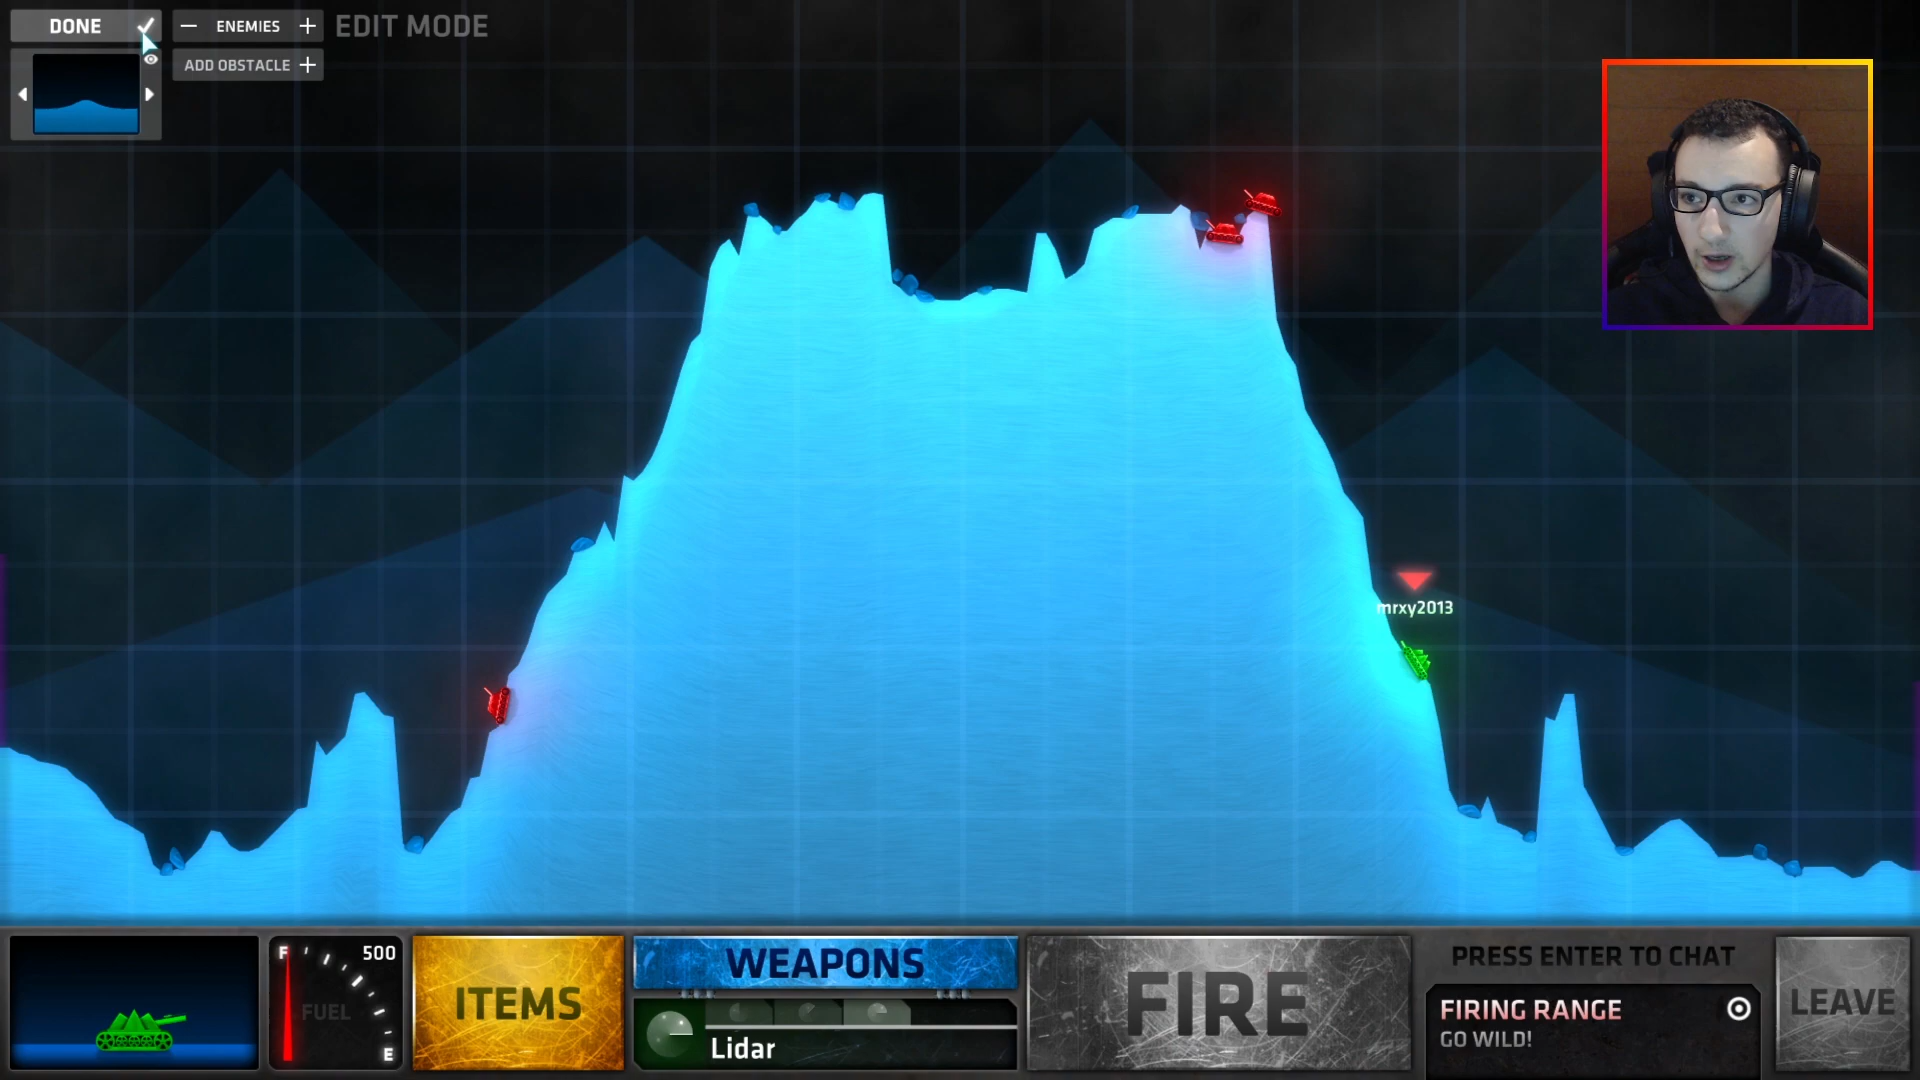 DONE
ENEMIES
EDIT MODE
ADD OBSTACLE
mrxy2013
F
500
FUEL
E
ITEMS
WEAPONS
Lidar
FIRE
PRESS ENTER TO CHAT
FIRING RANGE
GO WILD!
LEAVE